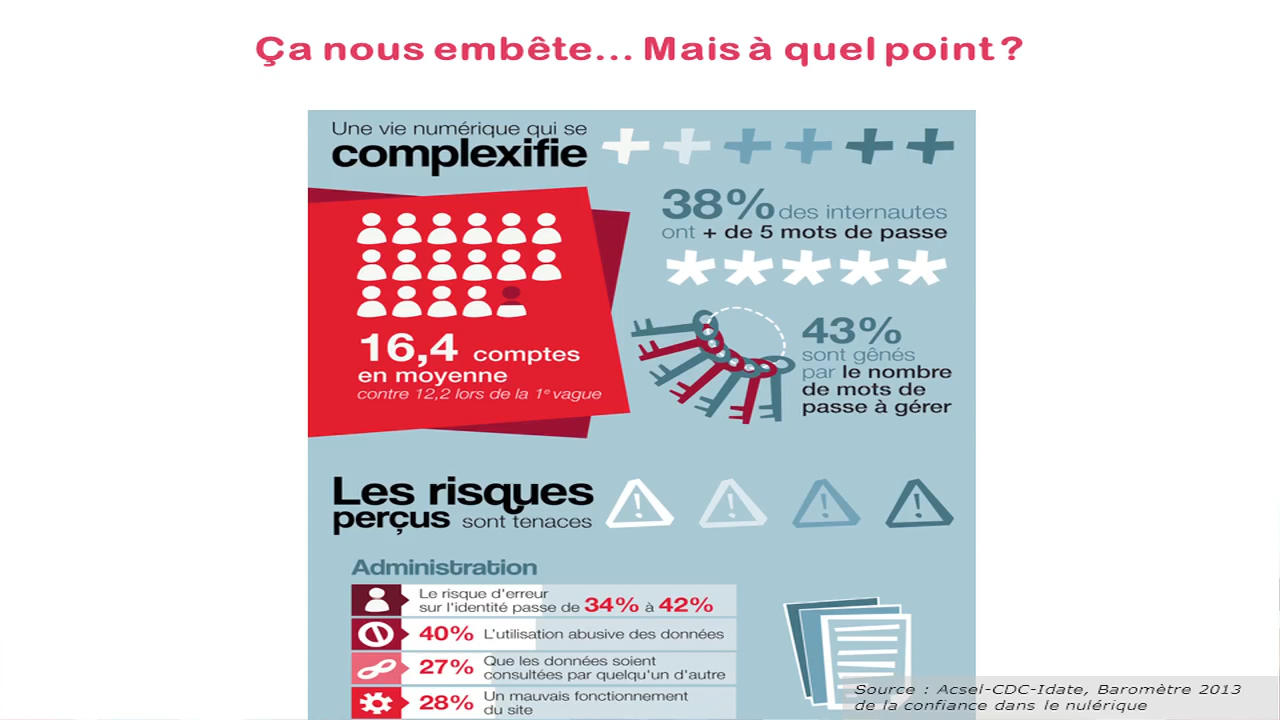 Ça nous embête... Mais à quel point ?
Une vie numérique qui se
complexifie
38% des internautes
ont + de 5 mots de passe
16,4 comptes
en moyenne
contre 12,2 lors de la 1e vague
43%
sont gênés
par le nombre
de mots de
passe à gérer
Les risques
perçus sont tenaces
Administration
Le risque d'erreur
sur l'identité passe de 34% à 42%
40% L'utilisation abusive des données
27% Que les données soient
consultées par quelqu'un d'autre
28% Un mauvais fonctionnement
du site
Source : Acsel-CDC-Idate, Baromètre 2013
de la confiance dans le nulérique